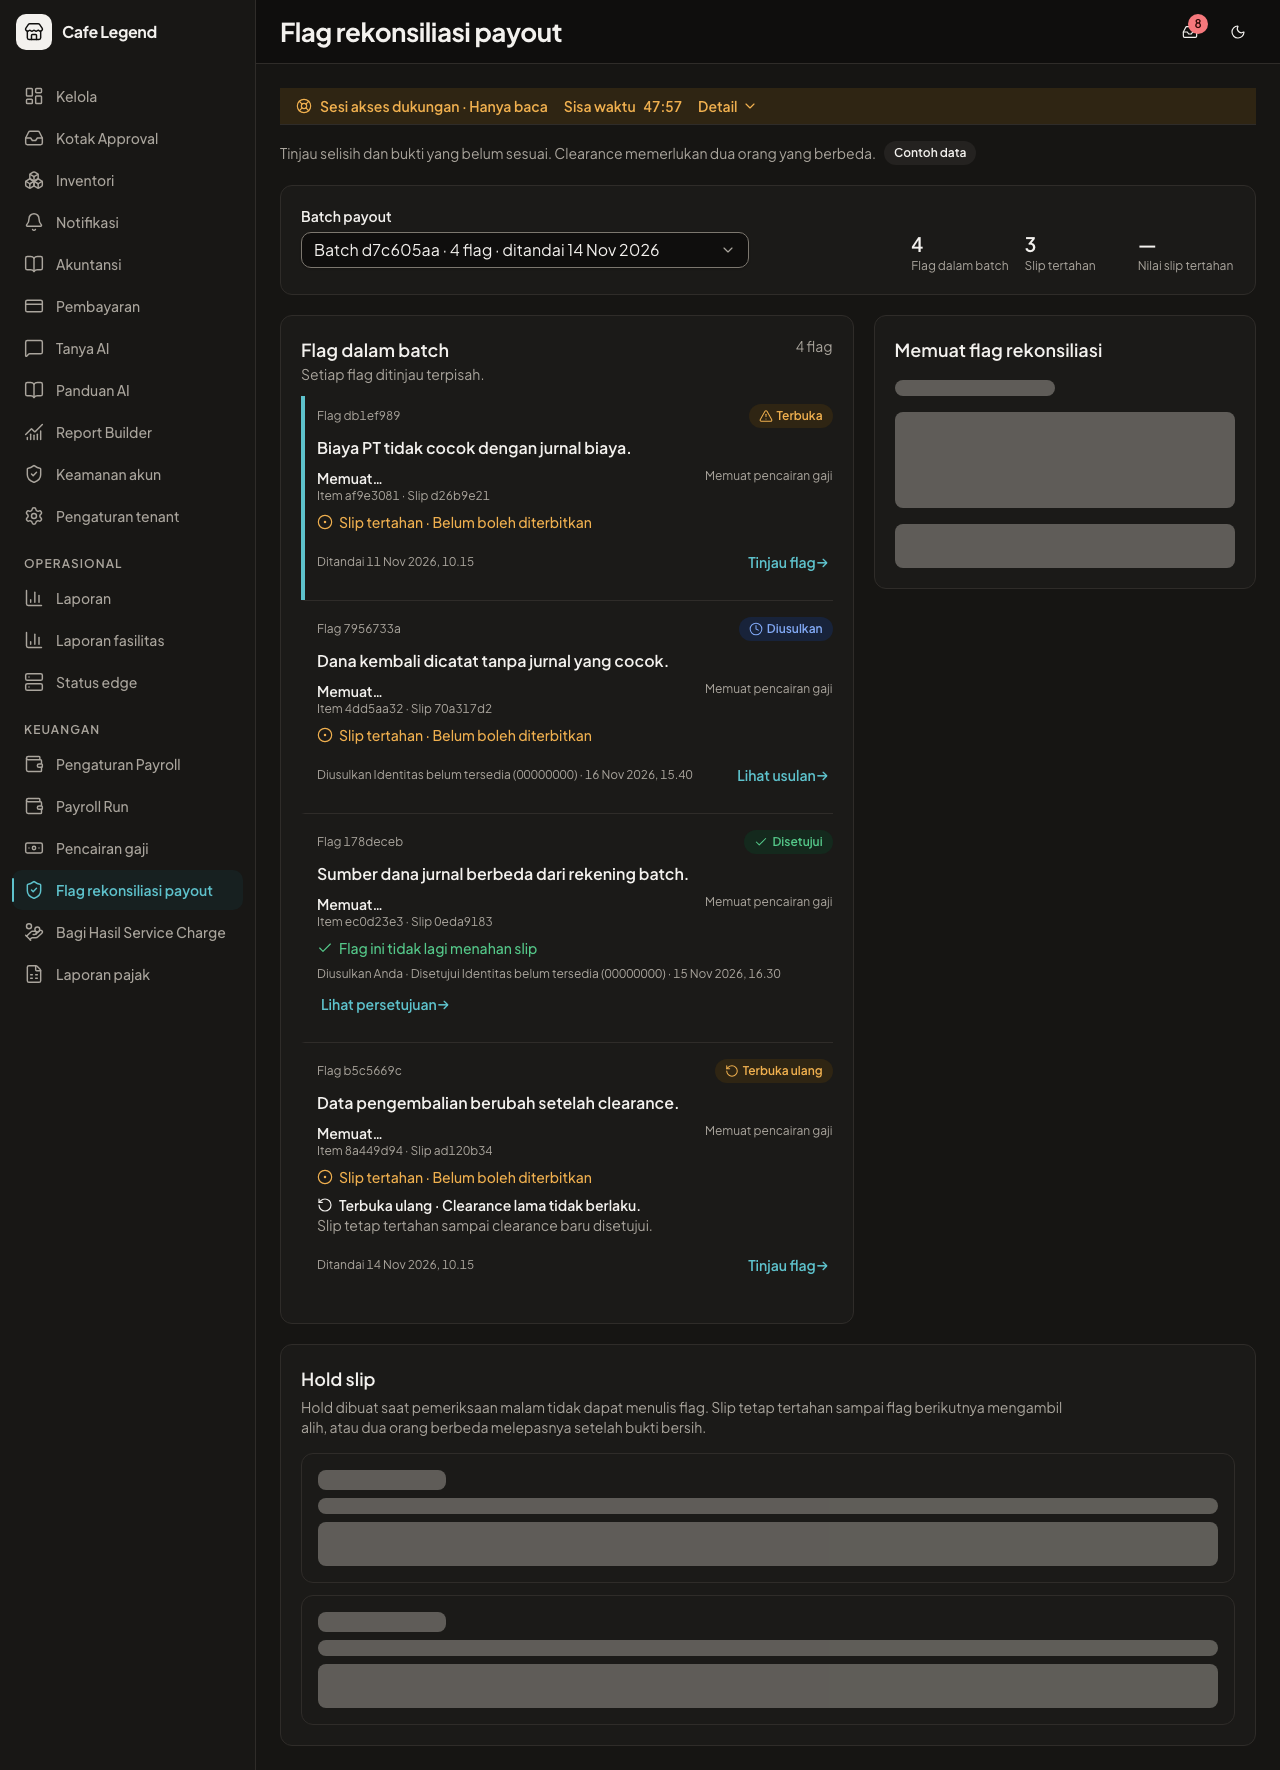 Cafe Legend
Flag rekonsiliasi payout
8
Kelola
Kotak Approval
Inventori
Notifikasi
Akuntansi
Pembayaran
Tanya AI
Panduan AI
Report Builder
Keamanan akun
Pengaturan tenant
OPERASIONAL
Laporan
Laporan fasilitas
Status edge
KEUANGAN
Pengaturan Payroll
Payroll Run
Pencairan gaji
Flag rekonsiliasi payout
Bagi Hasil Service Charge
Laporan pajak
Sesi akses dukungan · Hanya baca Sisa waktu 47:57 Detail
Tinjau selisih dan bukti yang belum sesuai. Clearance memerlukan dua orang yang berbeda. Contoh data
Batch payout
Batch d7c605aa · 4 flag · ditandai 14 Nov 2026
4
Flag dalam batch
3
Slip tertahan
—
Nilai slip tertahan
Flag dalam batch
4 flag
Setiap flag ditinjau terpisah.
Flag db1ef989
Terbuka
Biaya PT tidak cocok dengan jurnal biaya.
Memuat…
Memuat pencairan gaji
Item af9e3081 · Slip d26b9e21
Slip tertahan · Belum boleh diterbitkan
Ditandai 11 Nov 2026, 10.15
Tinjau flag→
Flag 7956733a
Diusulkan
Dana kembali dicatat tanpa jurnal yang cocok.
Memuat…
Memuat pencairan gaji
Item 4dd5aa32 · Slip 70a317d2
Slip tertahan · Belum boleh diterbitkan
Diusulkan Identitas belum tersedia (00000000) · 16 Nov 2026, 15.40
Lihat usulan→
Flag 178deceb
Disetujui
Sumber dana jurnal berbeda dari rekening batch.
Memuat…
Memuat pencairan gaji
Item ec0d23e3 · Slip 0eda9183
Flag ini tidak lagi menahan slip
Diusulkan Anda · Disetujui Identitas belum tersedia (00000000) · 15 Nov 2026, 16.30
Lihat persetujuan→
Flag b5c5669c
Terbuka ulang
Data pengembalian berubah setelah clearance.
Memuat…
Memuat pencairan gaji
Item 8a449d94 · Slip ad120b34
Slip tertahan · Belum boleh diterbitkan
Terbuka ulang · Clearance lama tidak berlaku.
Slip tetap tertahan sampai clearance baru disetujui.
Ditandai 14 Nov 2026, 10.15
Tinjau flag→
Memuat flag rekonsiliasi
Hold slip
Hold dibuat saat pemeriksaan malam tidak dapat menulis flag. Slip tetap tertahan sampai flag berikutnya mengambil
alih, atau dua orang berbeda melepasnya setelah bukti bersih.